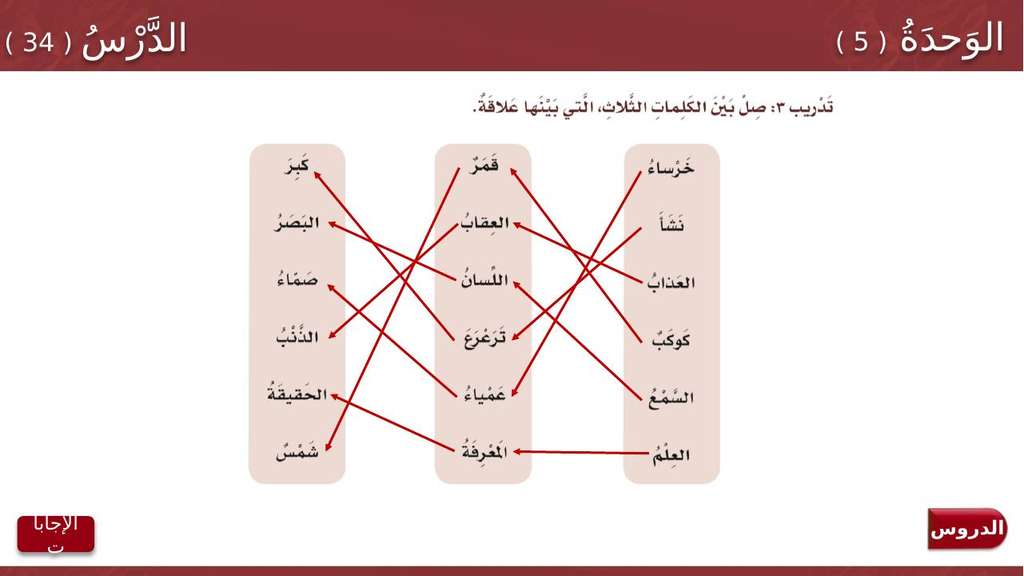 الوَحدَةُ ( 5 )
الدَّرْسُ ( 34 )
تَدْريب ٣: صِلْ بَيْنَ الكَلِماتِ الثَّلاثِ، الَّتي بَيْنَها عَلاقَةٌ.
خَرْساءُ قَمَرٌ كَبِرَ
نَشَأَ العِقابُ البَصَرُ
العَذابُ اللِّسانُ صَمّاءُ
كَوكَبٌ تَرَعْرَعَ الذَّنْبُ
السَّمْعُ عَمْياءُ الحَقيقَةُ
العِلْمُ المَعْرِفَةُ شَمْسٌ
الدروس
الإجابا
ت